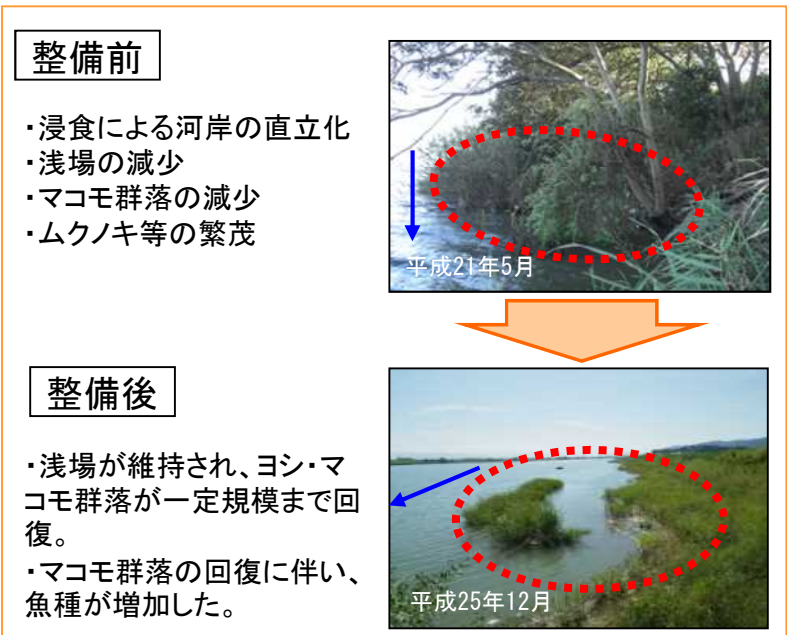 整備前
・浸食による河岸の直立化
・浅場の減少
・マコモ群落の減少
・ムクノキ等の繁茂
平成21年5月
整備後
・浅場が維持され、ヨシ・マ
コモ群落が一定規模まで回
復。
・マコモ群落の回復に伴い、
魚種が増加した。
平成25年12月